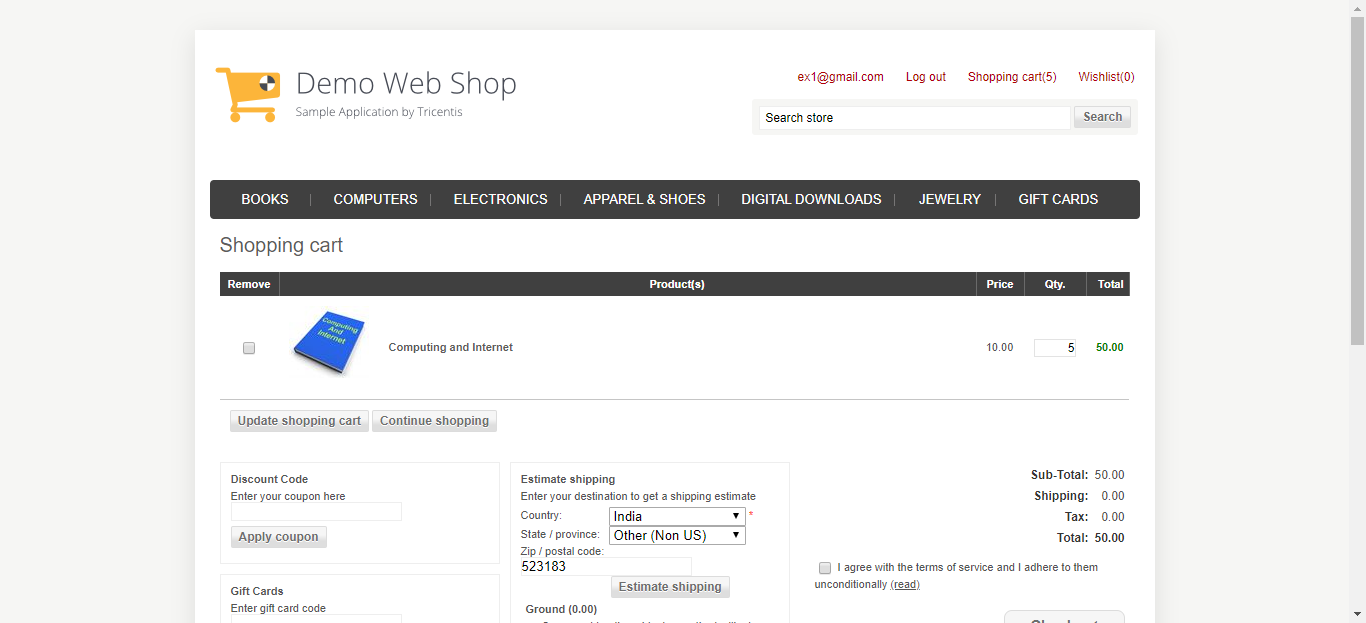 Demo Web Shop
Sample Application by Tricentis
ex1@gmail.com Log out Shopping cart(5) Wishlist(0)
Search store Search
BOOKS COMPUTERS ELECTRONICS APPAREL & SHOES DIGITAL DOWNLOADS JEWELRY GIFT CARDS
Shopping cart
Remove Product(s) Price Qty. Total
Computing
And
Internet
Computing and Internet 10.00 5 50.00
Update shopping cart Continue shopping
Discount Code
Enter your coupon here
Apply coupon
Gift Cards
Enter gift card code
Estimate shipping
Enter your destination to get a shipping estimate
Country: India *
State / province: Other (Non US)
Zip / postal code:
523183
Estimate shipping
Ground (0.00)
Sub-Total: 50.00
Shipping: 0.00
Tax: 0.00
Total: 50.00
I agree with the terms of service and I adhere to them
unconditionally (read)